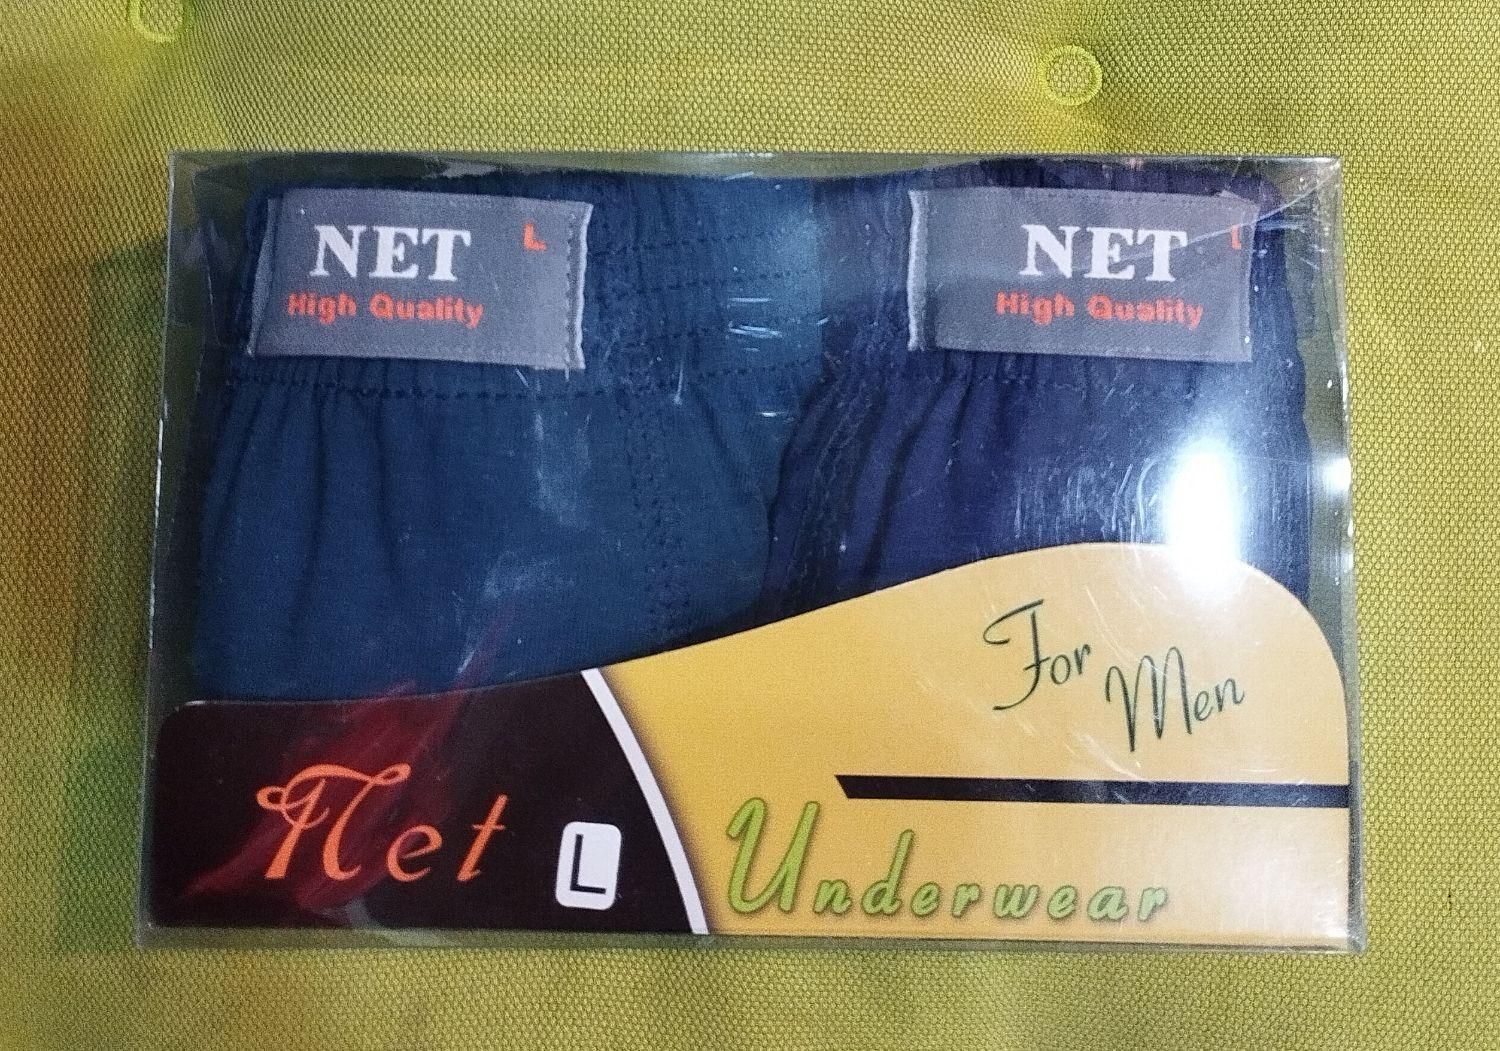 NET L
High Quality
NET L
High Quality
For
Men
Net L
Underwear